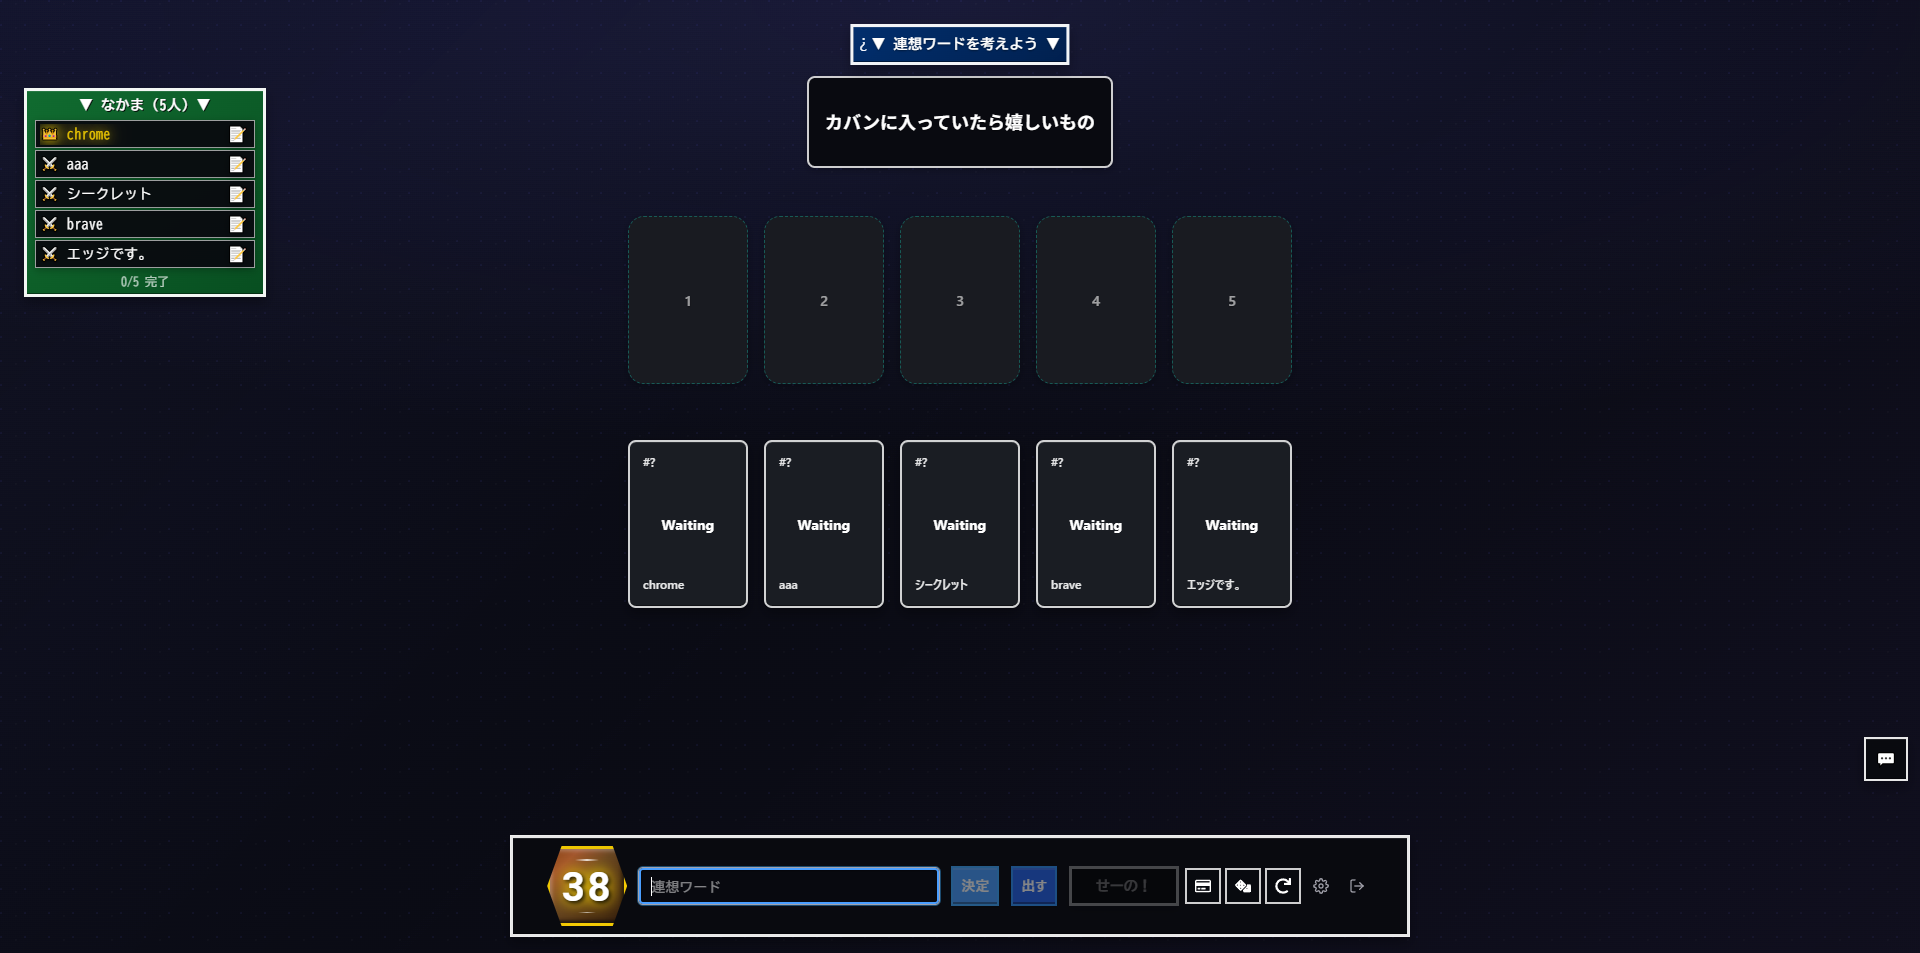 ¿ ▼ 連想ワードを考えよう ▼
カバンに入っていたら嬉しいもの
▼ なかま（5人）▼
chrome
aaa
シークレット
brave
エッジです。
0/5 完了
1 2 3 4 5
#? #? #? #? #?
Waiting Waiting Waiting Waiting Waiting
chrome aaa シークレット brave エッジです。
38 連想ワード 決定 出す せーの！